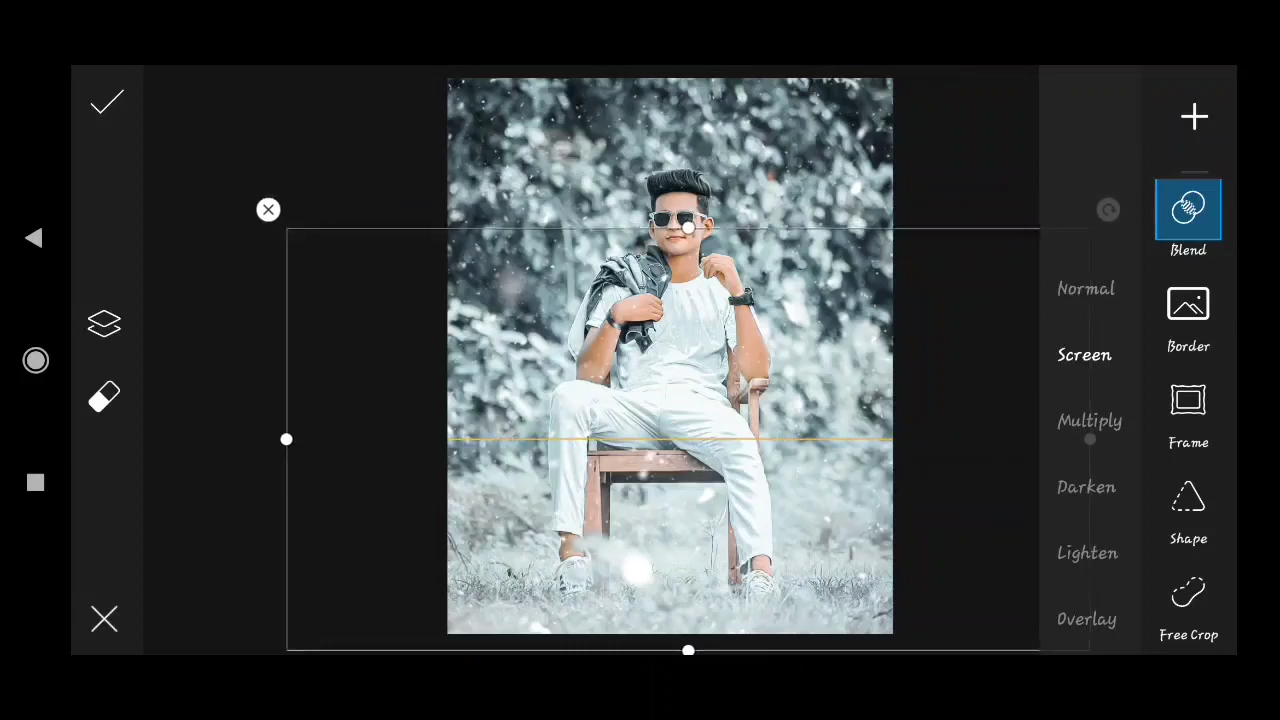 Blend
Normal
Screen
Multiply
Darken
Lighten
Overlay
Border
Frame
Shape
Free Crop